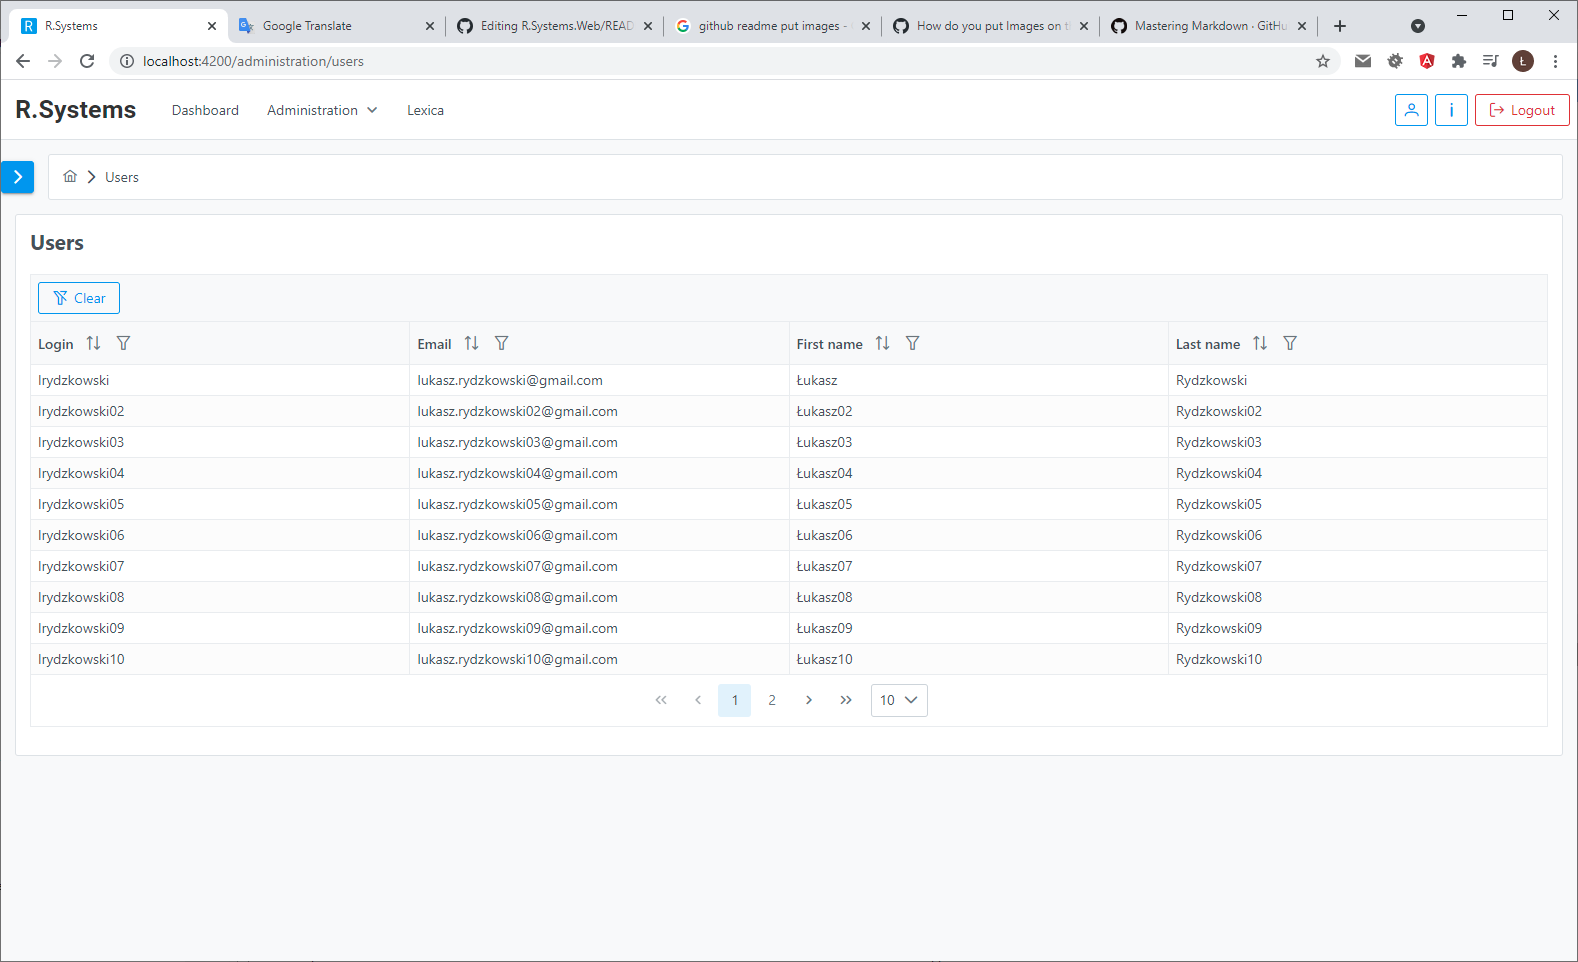 R.Systems
Google Translate
Editing R.Systems.Web/READ
github readme put images -
How do you put Images on t
Mastering Markdown · GitHu
localhost:4200/administration/users
R.Systems
Dashboard
Administration
Lexica
Logout
Users
Users
Clear
Login Email First name Last name
lrydzkowski lukasz.rydzkowski@gmail.com Łukasz Rydzkowski
lrydzkowski02 lukasz.rydzkowski02@gmail.com Łukasz02 Rydzkowski02
lrydzkowski03 lukasz.rydzkowski03@gmail.com Łukasz03 Rydzkowski03
lrydzkowski04 lukasz.rydzkowski04@gmail.com Łukasz04 Rydzkowski04
lrydzkowski05 lukasz.rydzkowski05@gmail.com Łukasz05 Rydzkowski05
lrydzkowski06 lukasz.rydzkowski06@gmail.com Łukasz06 Rydzkowski06
lrydzkowski07 lukasz.rydzkowski07@gmail.com Łukasz07 Rydzkowski07
lrydzkowski08 lukasz.rydzkowski08@gmail.com Łukasz08 Rydzkowski08
lrydzkowski09 lukasz.rydzkowski09@gmail.com Łukasz09 Rydzkowski09
lrydzkowski10 lukasz.rydzkowski10@gmail.com Łukasz10 Rydzkowski10
1 2 10